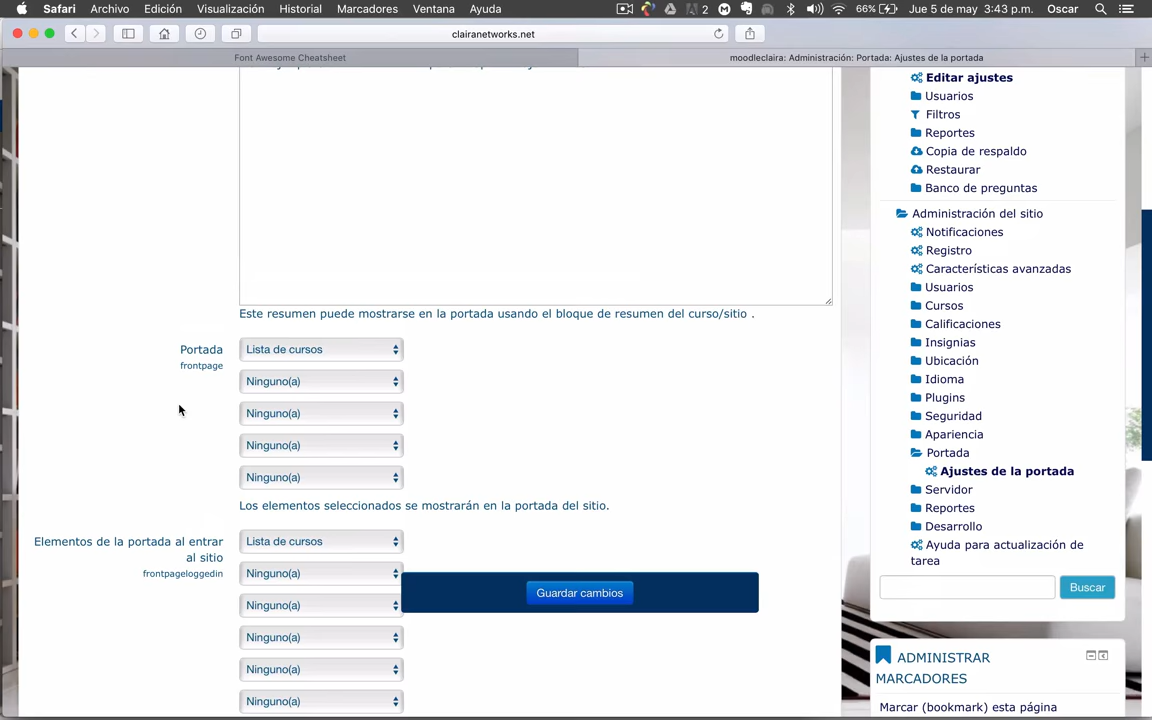 Safari Archivo Edición Visualización Historial Marcadores Ventana Ayuda
2 66% Jue 5 de may 3:43 p.m. Oscar
clairanetworks.net
Font Awesome Cheatsheet
moodleclaira: Administración: Portada: Ajustes de la portada
Este resumen puede mostrarse en la portada usando el bloque de resumen del curso/sitio .
Portada
frontpage
Lista de cursos
Ninguno(a)
Ninguno(a)
Ninguno(a)
Ninguno(a)
Los elementos seleccionados se mostrarán en la portada del sitio.
Elementos de la portada al entrar
al sitio
frontpageloggedin
Lista de cursos
Ninguno(a)
Ninguno(a)
Ninguno(a)
Ninguno(a)
Ninguno(a)
Guardar cambios
Editar ajustes
Usuarios
Filtros
Reportes
Copia de respaldo
Restaurar
Banco de preguntas
Administración del sitio
Notificaciones
Registro
Características avanzadas
Usuarios
Cursos
Calificaciones
Insignias
Ubicación
Idioma
Plugins
Seguridad
Apariencia
Portada
Ajustes de la portada
Servidor
Reportes
Desarrollo
Ayuda para actualización de
tarea
Buscar
ADMINISTRAR
MARCADORES
Marcar (bookmark) esta página